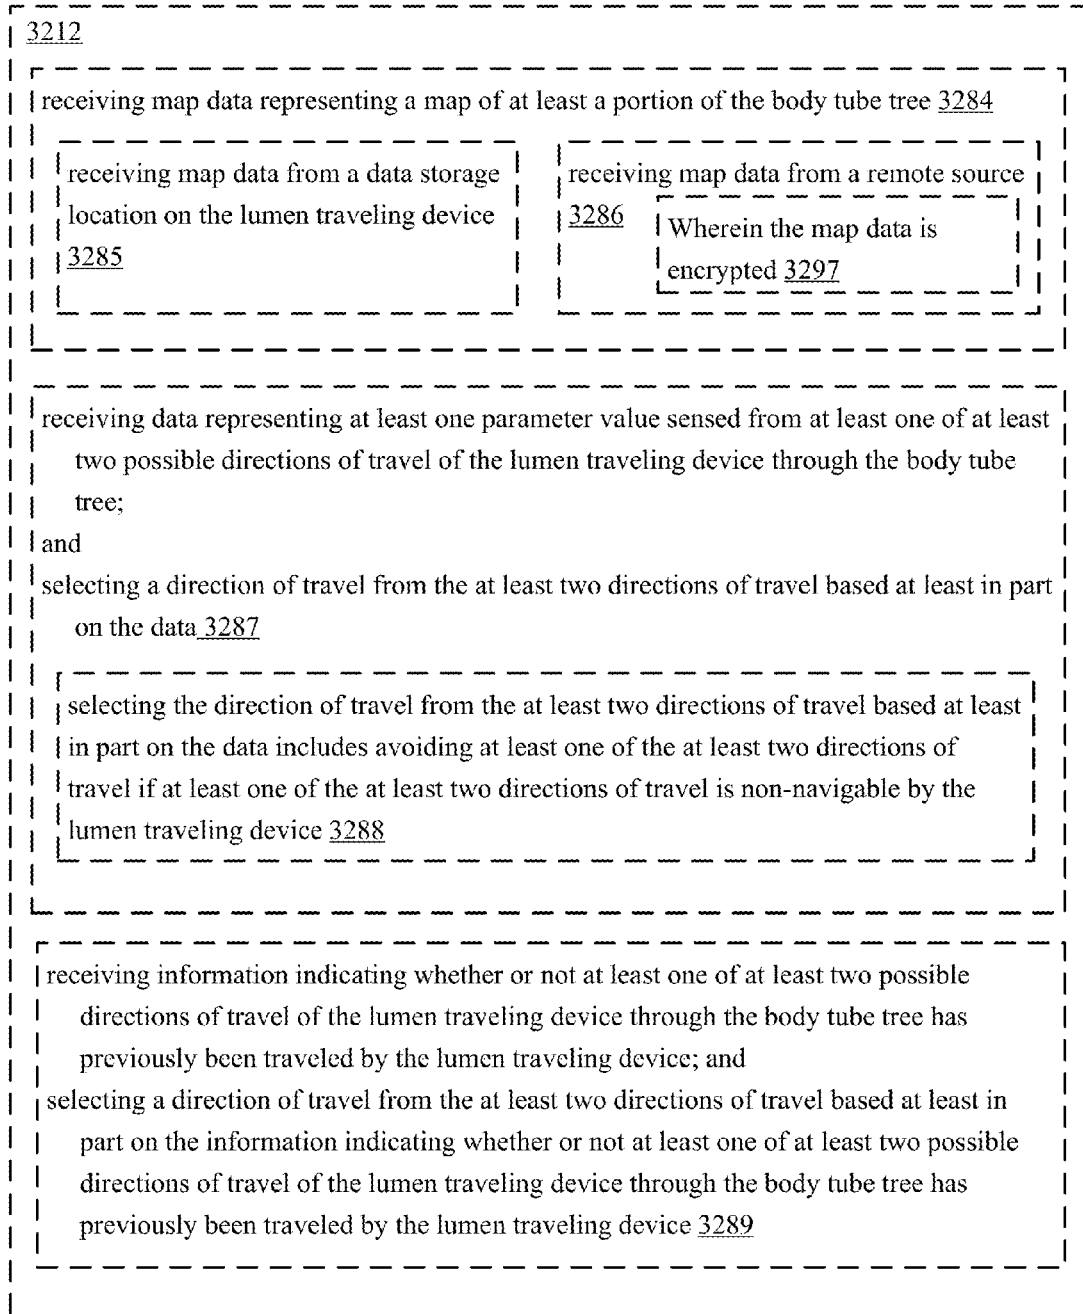 3212
receiving map data representing a map of at least a portion of the body tube tree 3284
receiving map data from a data storage
location on the lumen traveling device
3285
receiving map data from a remote source
3286
Wherein the map data is
encrypted 3297
receiving data representing at least one parameter value sensed from at least one of at least
two possible directions of travel of the lumen traveling device through the body tube
tree;
and
selecting a direction of travel from the at least two directions of travel based at least in part
on the data 3287
selecting the direction of travel from the at least two directions of travel based at least
in part on the data includes avoiding at least one of the at least two directions of
travel if at least one of the at least two directions of travel is non-navigable by the
lumen traveling device 3288
receiving information indicating whether or not at least one of at least two possible
directions of travel of the lumen traveling device through the body tube tree has
previously been traveled by the lumen traveling device; and
selecting a direction of travel from the at least two directions of travel based at least in
part on the information indicating whether or not at least one of at least two possible
directions of travel of the lumen traveling device through the body tube tree has
previously been traveled by the lumen traveling device 3289